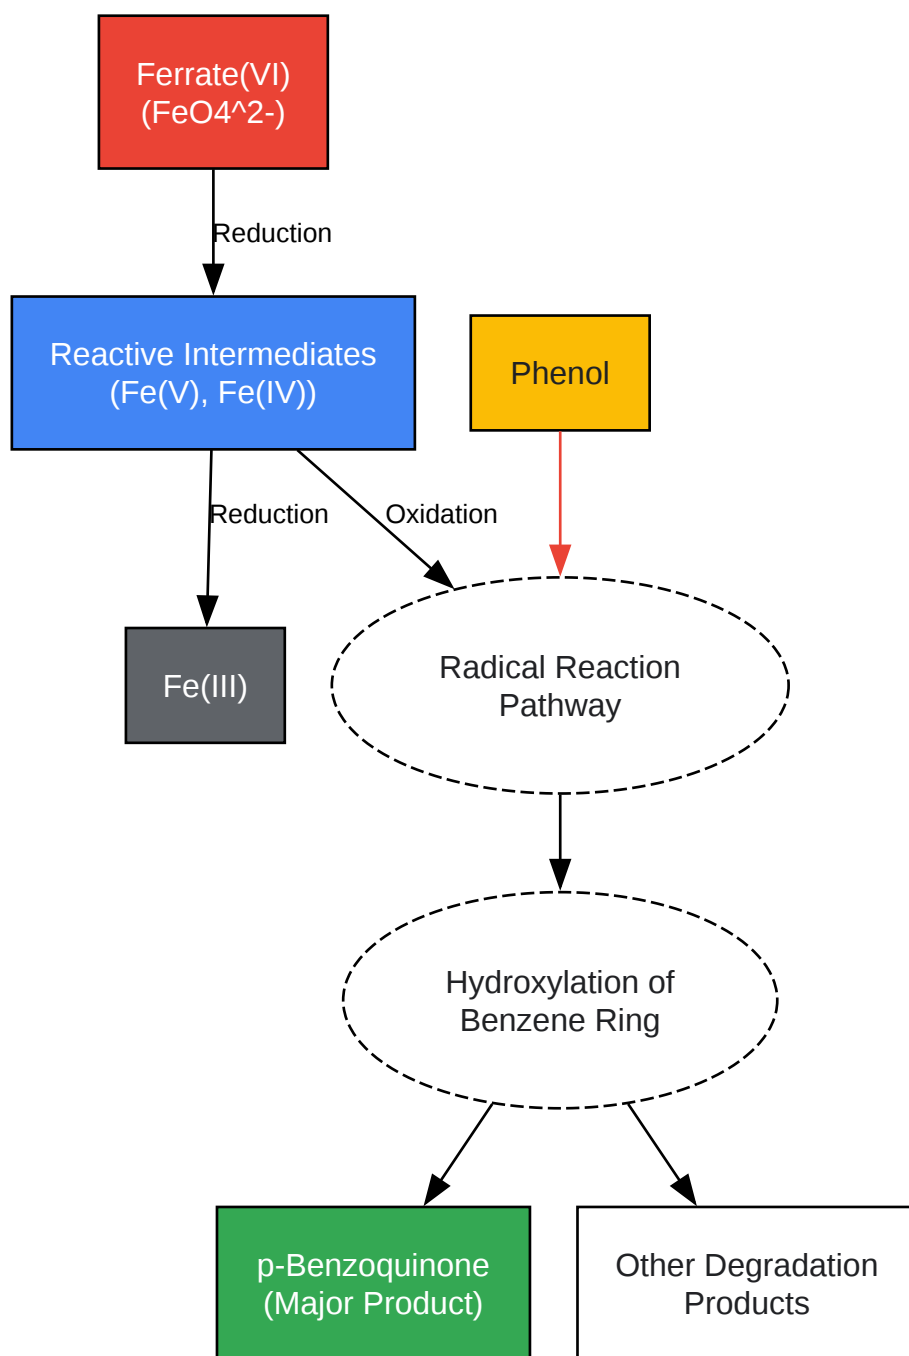 Ferrate(VI)
(FeO4^2-)
Reduction
Reactive Intermediates
(Fe(V), Fe(IV))
Phenol
Reduction
Oxidation
Fe(III)
Radical Reaction
Pathway
Hydroxylation of
Benzene Ring
p-Benzoquinone
(Major Product)
Other Degradation
Products